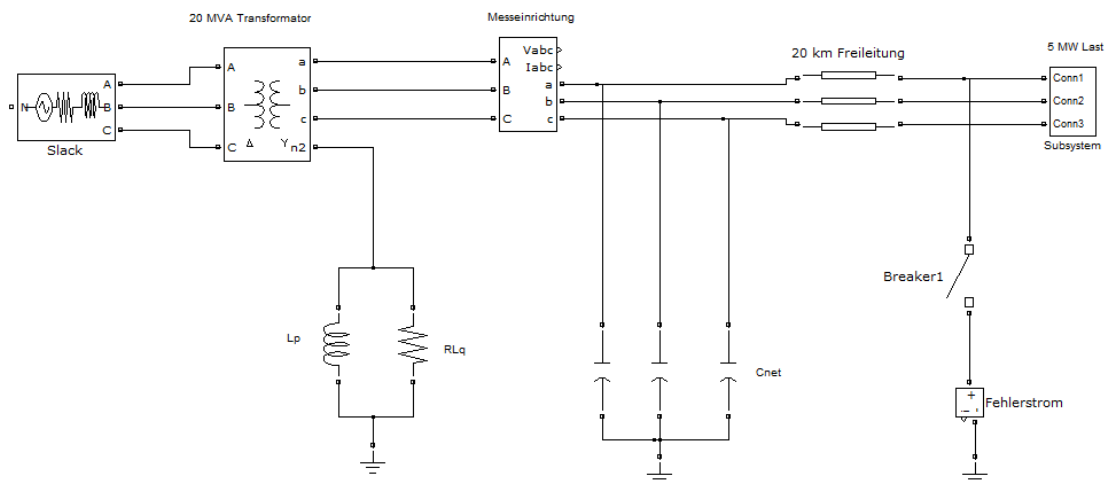 20 MVA Transformator
Messeinrichtung
20 km Freileitung
5 MW Last
N
A
B
C
Slack
A
B
C
Δ
Y
a
b
c
n2
A
B
C
Vabc
Iabc
a
b
c
Conn1
Conn2
Conn3
Subsystem
Breaker1
Lp
RLq
Cnet
+
Fehlerstrom